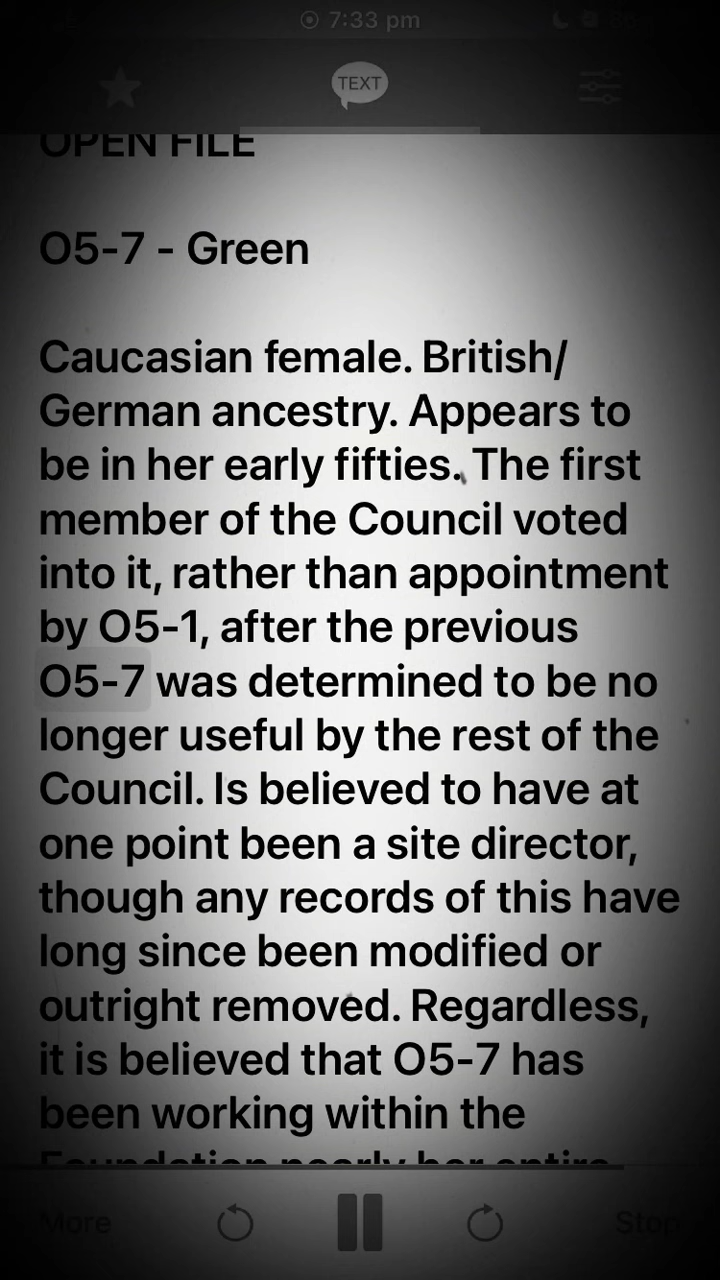 7:33 pm
TEXT
OPEN FILE
O5-7 - Green
Caucasian female. British/
German ancestry. Appears to
be in her early fifties. The first
member of the Council voted
into it, rather than appointment
by O5-1, after the previous
O5-7 was determined to be no
longer useful by the rest of the
Council. Is believed to have at
one point been a site director,
though any records of this have
long since been modified or
outright removed. Regardless,
it is believed that O5-7 has
been working within the
Foundation nearly her entire
More
Stop